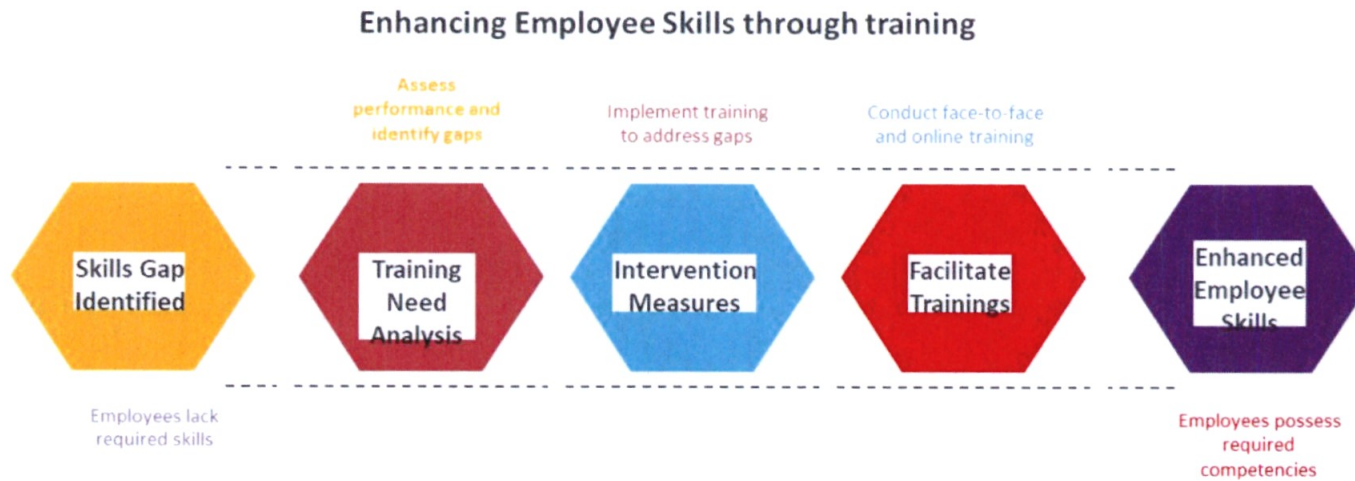 Enhancing Employee Skills through training
Assess
performance and
identify gaps
Implement training
to address gaps
Conduct face-to-face
and online training
Skills Gap
Identified
Training
Need
Analysis
Intervention
Measures
Facilitate
Trainings
Enhanced
Employee
Skills
Employees lack
required skills
Employees possess
required
competencies